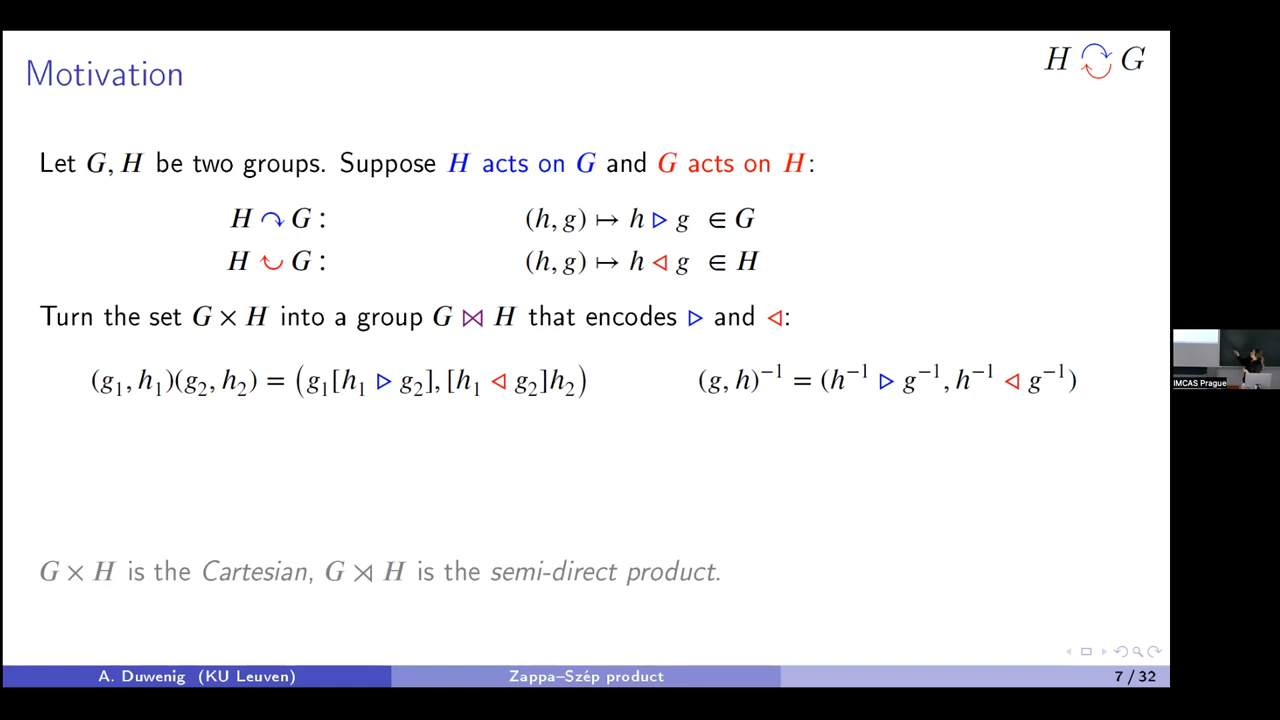 Motivation
H G
Let G, H be two groups. Suppose H acts on G and G acts on H:
H ↷ G : (h, g) ↦ h ▷ g ∈ G
H ⤻ G : (h, g) ↦ h ◁ g ∈ H
Turn the set G × H into a group G ⋈ H that encodes ▷ and ◁:
(g₁, h₁)(g₂, h₂) = (g₁[h₁ ▷ g₂], [h₁ ◁ g₂]h₂) (g, h)⁻¹ = (h⁻¹ ▷ g⁻¹, h⁻¹ ◁ g⁻¹)
IMCAS Prague
G × H is the Cartesian, G ⋊ H is the semi-direct product.
A. Duwenig (KU Leuven) Zappa–Szép product 7 / 32